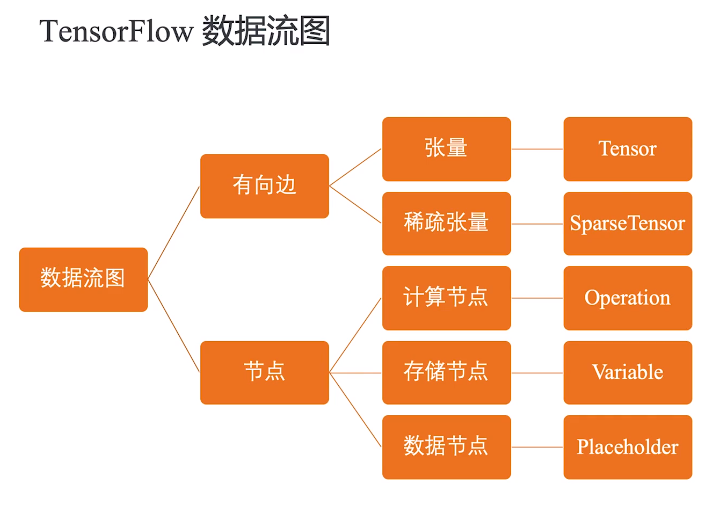 TensorFlow 数据流图
张量
Tensor
有向边
稀疏张量
SparseTensor
数据流图
计算节点
Operation
节点
存储节点
Variable
数据节点
Placeholder